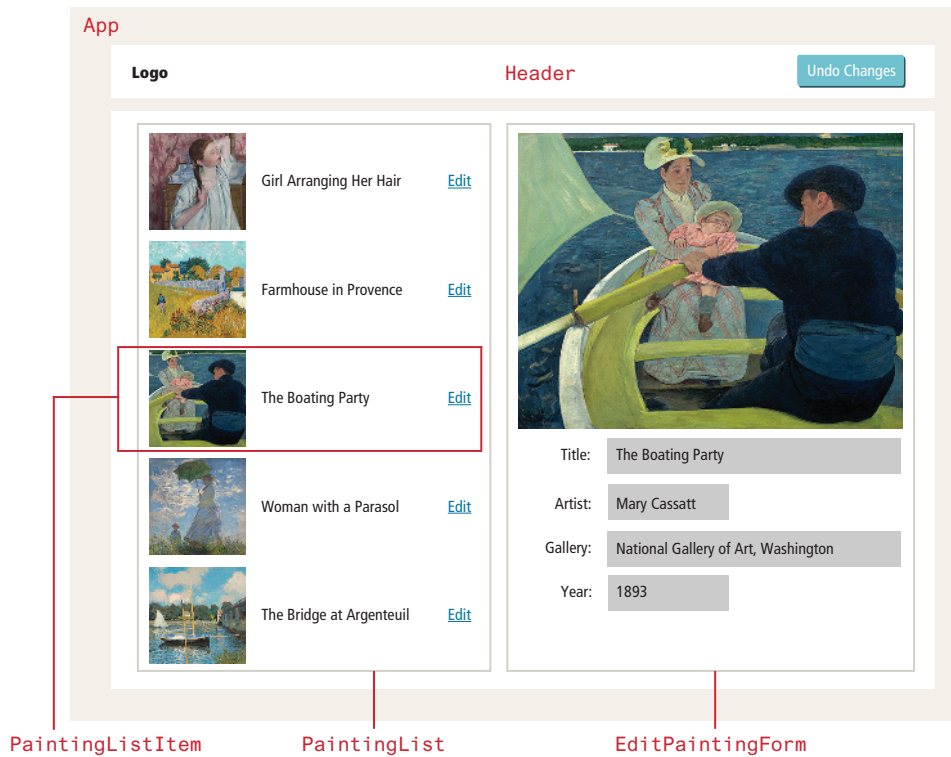 App
Logo
Header
Undo Changes
Girl Arranging Her Hair
Edit
Farmhouse in Provence
Edit
The Boating Party
Edit
Woman with a Parasol
Edit
The Bridge at Argenteuil
Edit
Title:
The Boating Party
Artist:
Mary Cassatt
Gallery:
National Gallery of Art, Washington
Year:
1893
PaintingListItem
PaintingList
EditPaintingForm